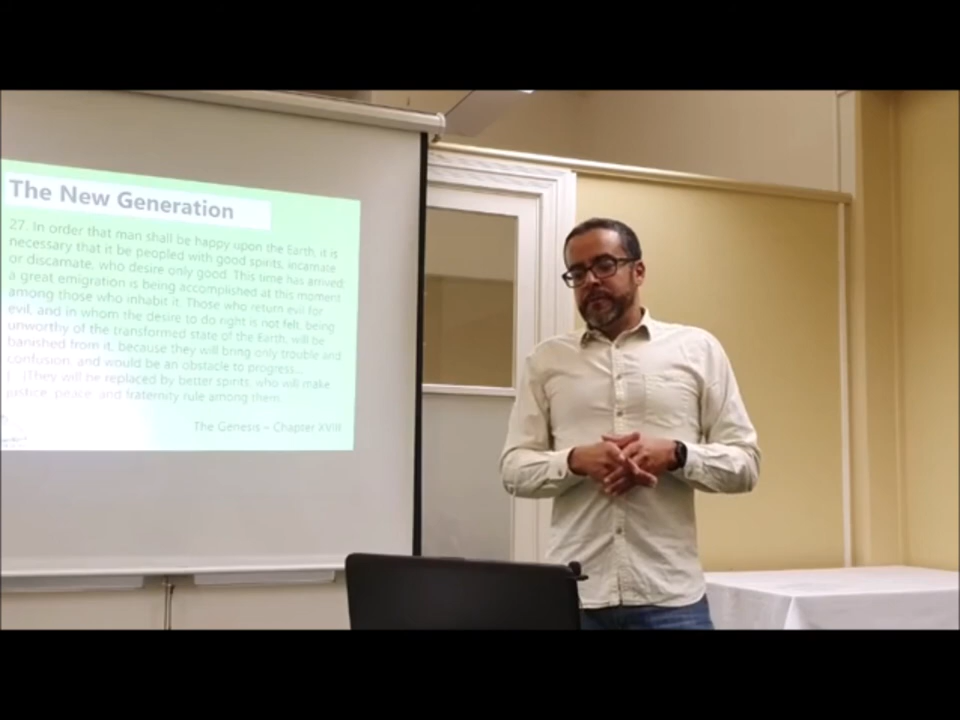 The New Generation
27. In order that man shall be happy upon the Earth, it is
necessary that it be peopled with good spirits, incarnate
or discarnate, who desire only good. This time has arrived
a great emigration is being accomplished at this moment
among those who inhabit it. Those who return evil for
evil, and in whom the desire to do right is not felt, being
unworthy of the transformed state of the Earth, will be
banished from it, because they will bring only trouble and
confusion, and would be an obstacle to progress...
(...)They will be replaced by better spirits, who will make
justice, peace, and fraternity rule among them.
The Genesis – Chapter XVIII